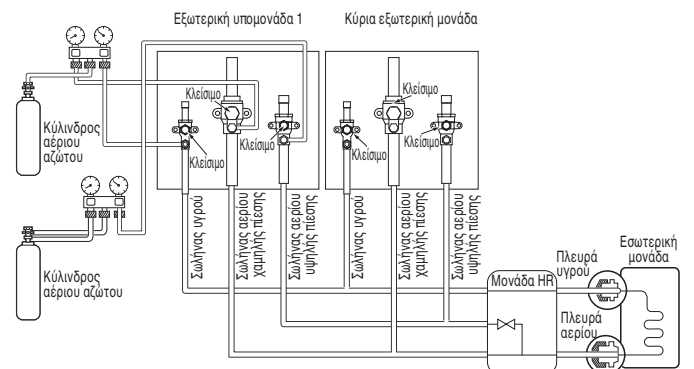 Εξωτερική υπομονάδα 1
Κύρια εξωτερική μονάδα
Κλείσιμο
Κλείσιμο
Κλείσιμο
Κλείσιμο
Κλείσιμο
Κλείσιμο
Κύλινδρος
αέριου
αζώτου
Σωλήνας υγρού
Σωλήνας αερίου
χαμηλής πίεσης
Σωλήνας αερίου
υψηλής πίεσης
Σωλήνας υγρού
Σωλήνας αερίου
χαμηλής πίεσης
Σωλήνας αερίου
υψηλής πίεσης
Κύλινδρος
αέριου αζώτου
Μονάδα HR
Πλευρά
υγρού
Εσωτερική
μονάδα
Πλευρά
αερίου